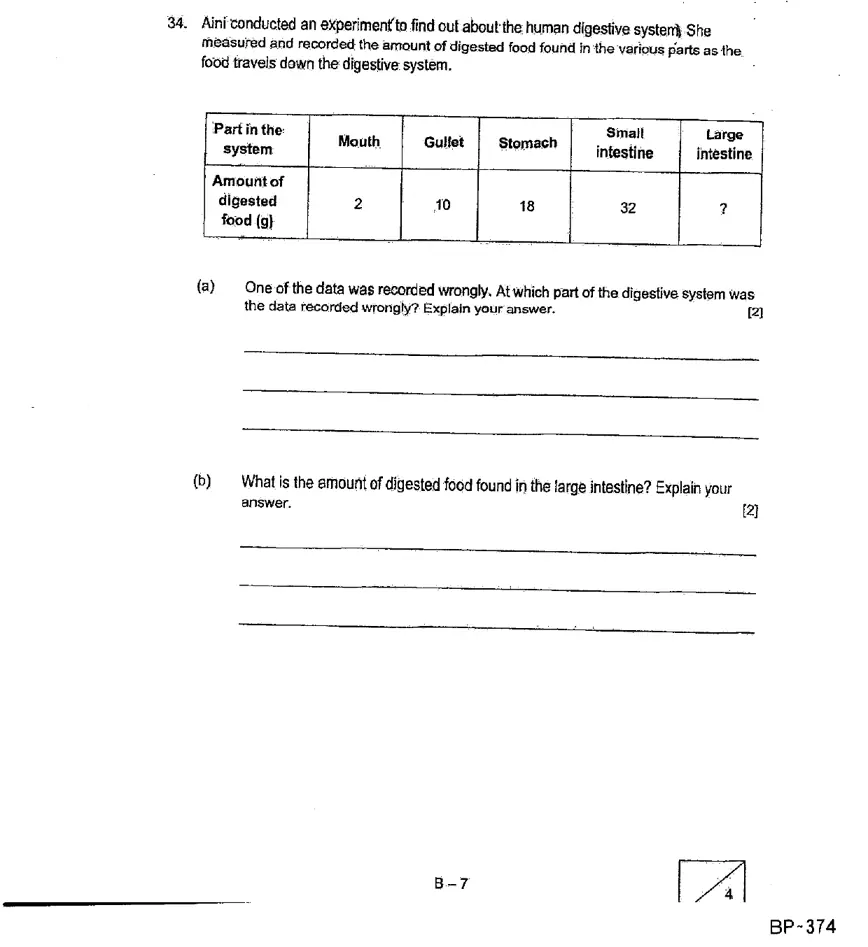 34. Aini conducted an experiment to find out about the human digestive system. She
measured and recorded the amount of digested food found in the various parts as the
food travels down the digestive system.
Part in the system Mouth Gullet Stomach Small intestine Large intestine
Amount of digested food (g) 2 10 18 32 ?
(a) One of the data was recorded wrongly. At which part of the digestive system was
the data recorded wrongly? Explain your answer. [2]
(b) What is the amount of digested food found in the large intestine? Explain your
answer. [2]
B – 7
4
BP-374